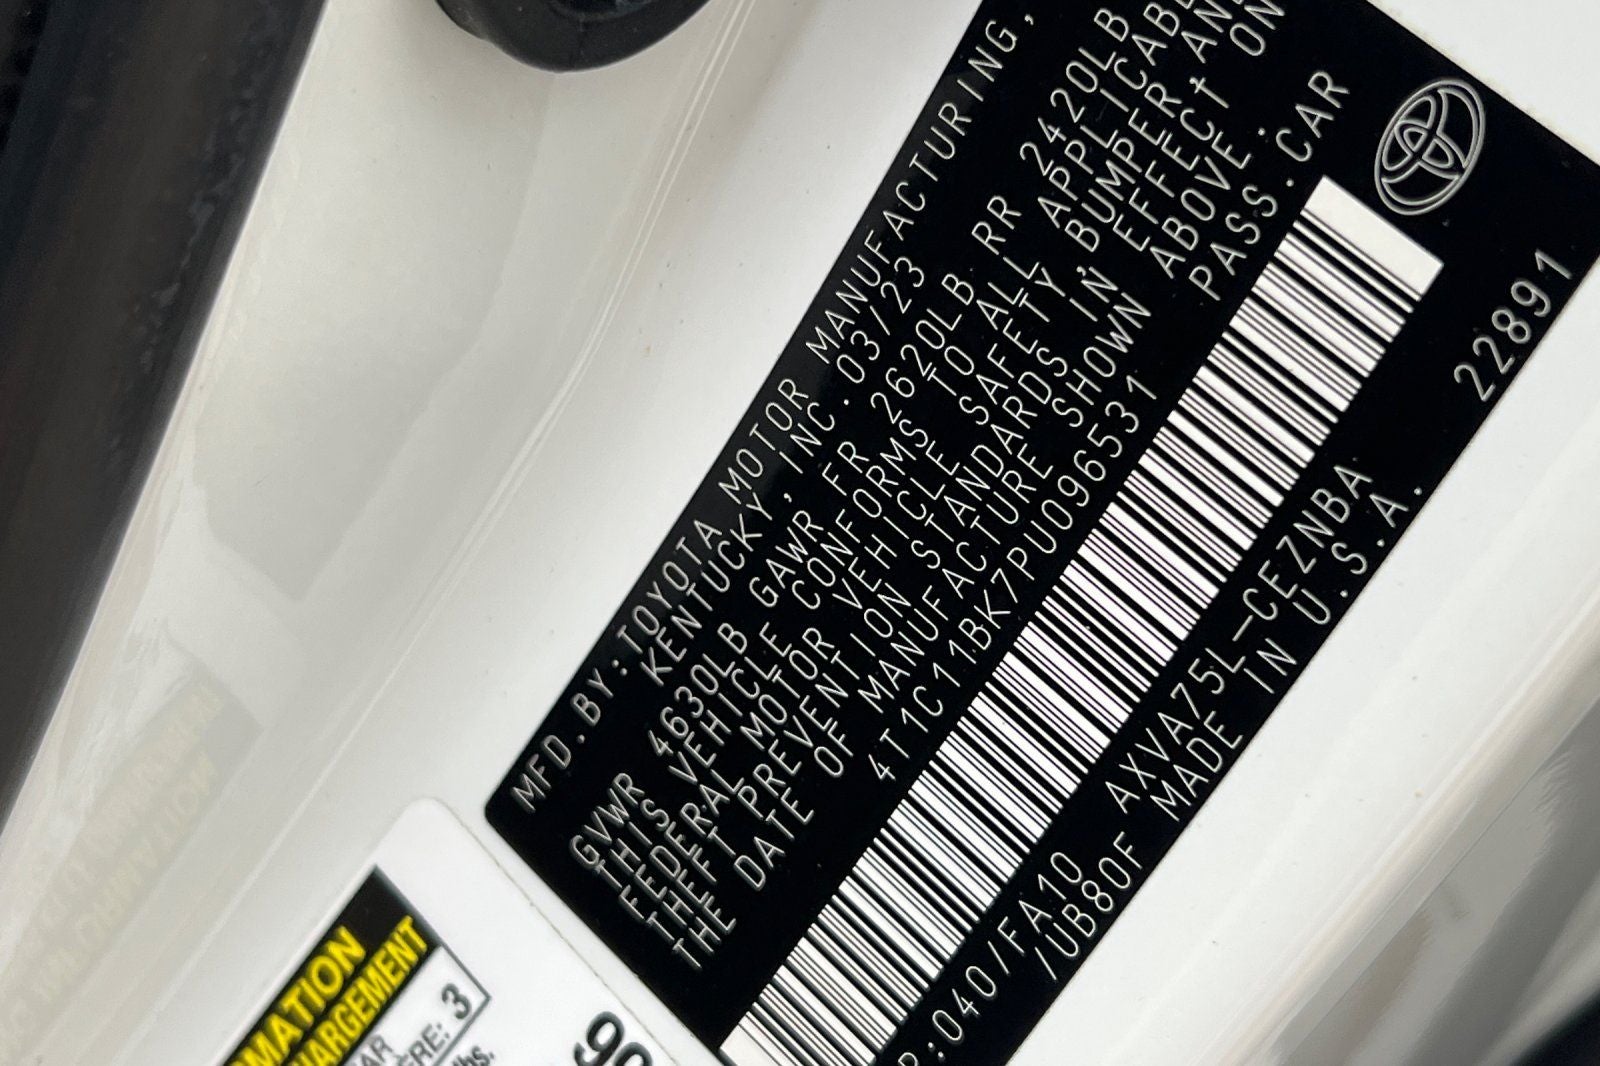 MFD.BY:TOYOTA MOTOR MANUFACTURING,
KENTUCKY, INC. 03/23
GVWR 4630LB GAWR FR 2620LB RR 2420LB
THIS VEHICLE CONFORMS TO ALL APPLICABLE
FEDERAL MOTOR VEHICLE SAFETY, BUMPER, AND
THEFT PREVENTION STANDARDS IN EFFECT ON
THE DATE OF MANUFACTURE SHOWN ABOVE.
4T1C11BK7PU096531 PASS.CAR
R:040/FA10 AXVA75L-CEZNBA 22891
/UB80F MADE IN U.S.A.
3
lbs.